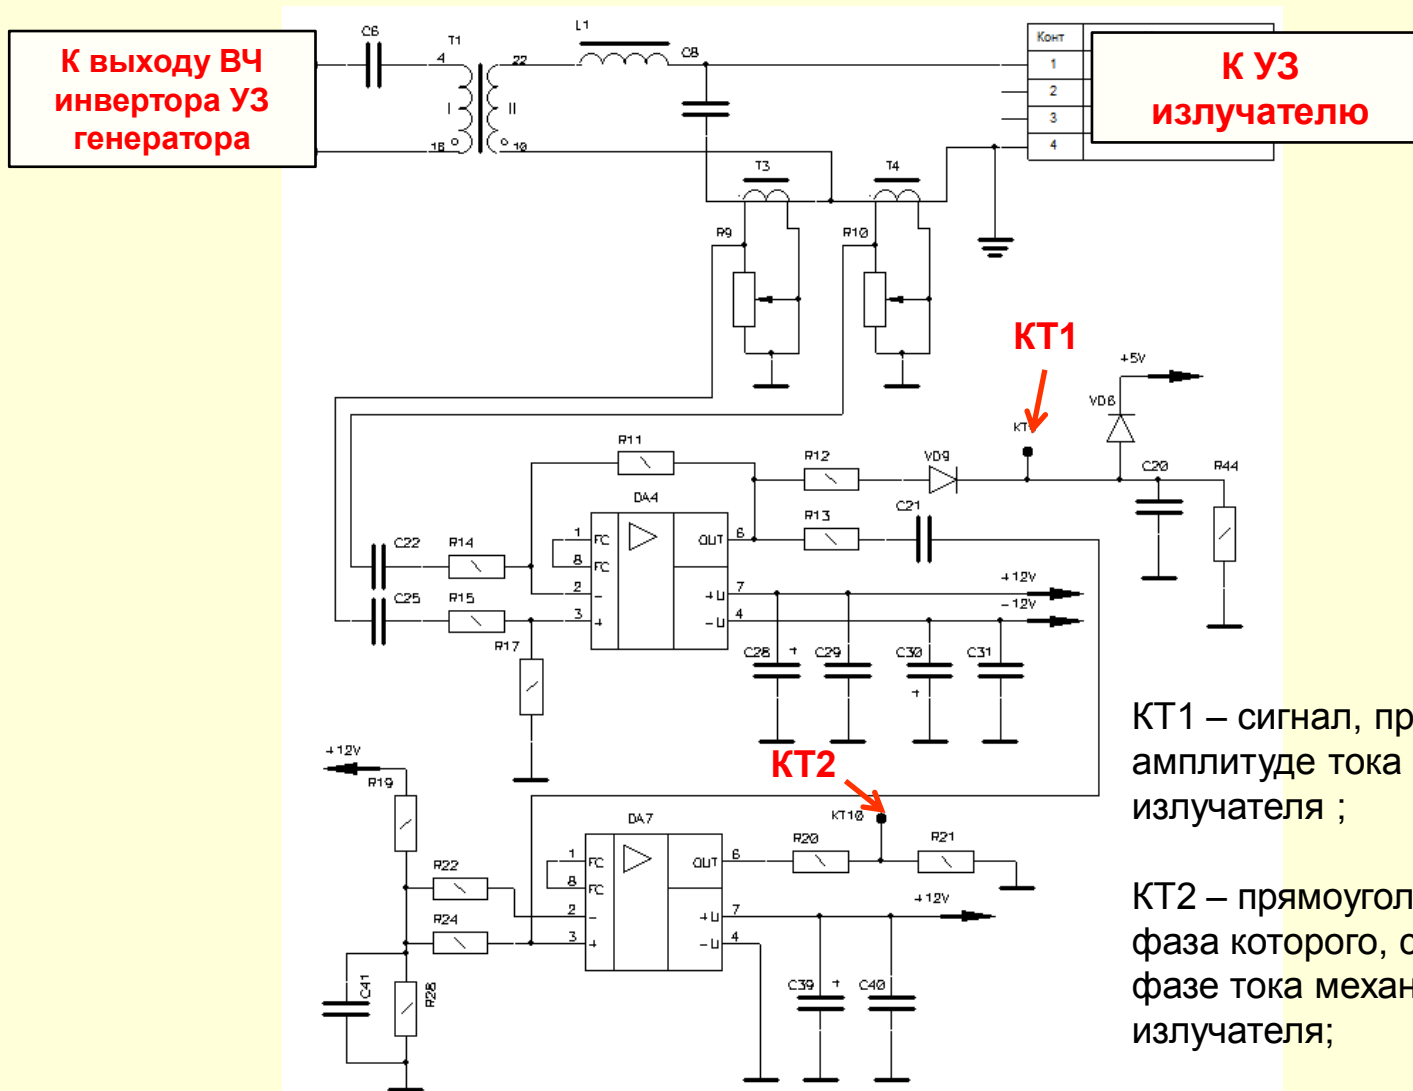 К выходу ВЧ
инвертора УЗ
генератора
C6
T1
4
I
16
22
II
10
L1
C8
Конт
1
2
3
4
К УЗ
излучателю
T3
T4
R9
R10
КТ1
+5V
VD8
R11
R12
VD9
C20
R44
DA4
R13
C21
C22
R14
1
FC
OUT
6
8
FC
+12V
C25
R15
2
-
+U
7
-12V
3
+
-U
4
R17
C28
+
C29
C30
+
C31
КТ1 – сигнал, пр
амплитуде тока
излучателя ;
+12V
R19
КТ2
DA7
KT10
R20
R21
R22
1
FC
OUT
6
8
FC
R24
2
-
+U
7
+12V
3
+
-U
4
C41
R28
C39
+
C40
КТ2 – прямоугол
фаза которого, с
фазе тока механ
излучателя;